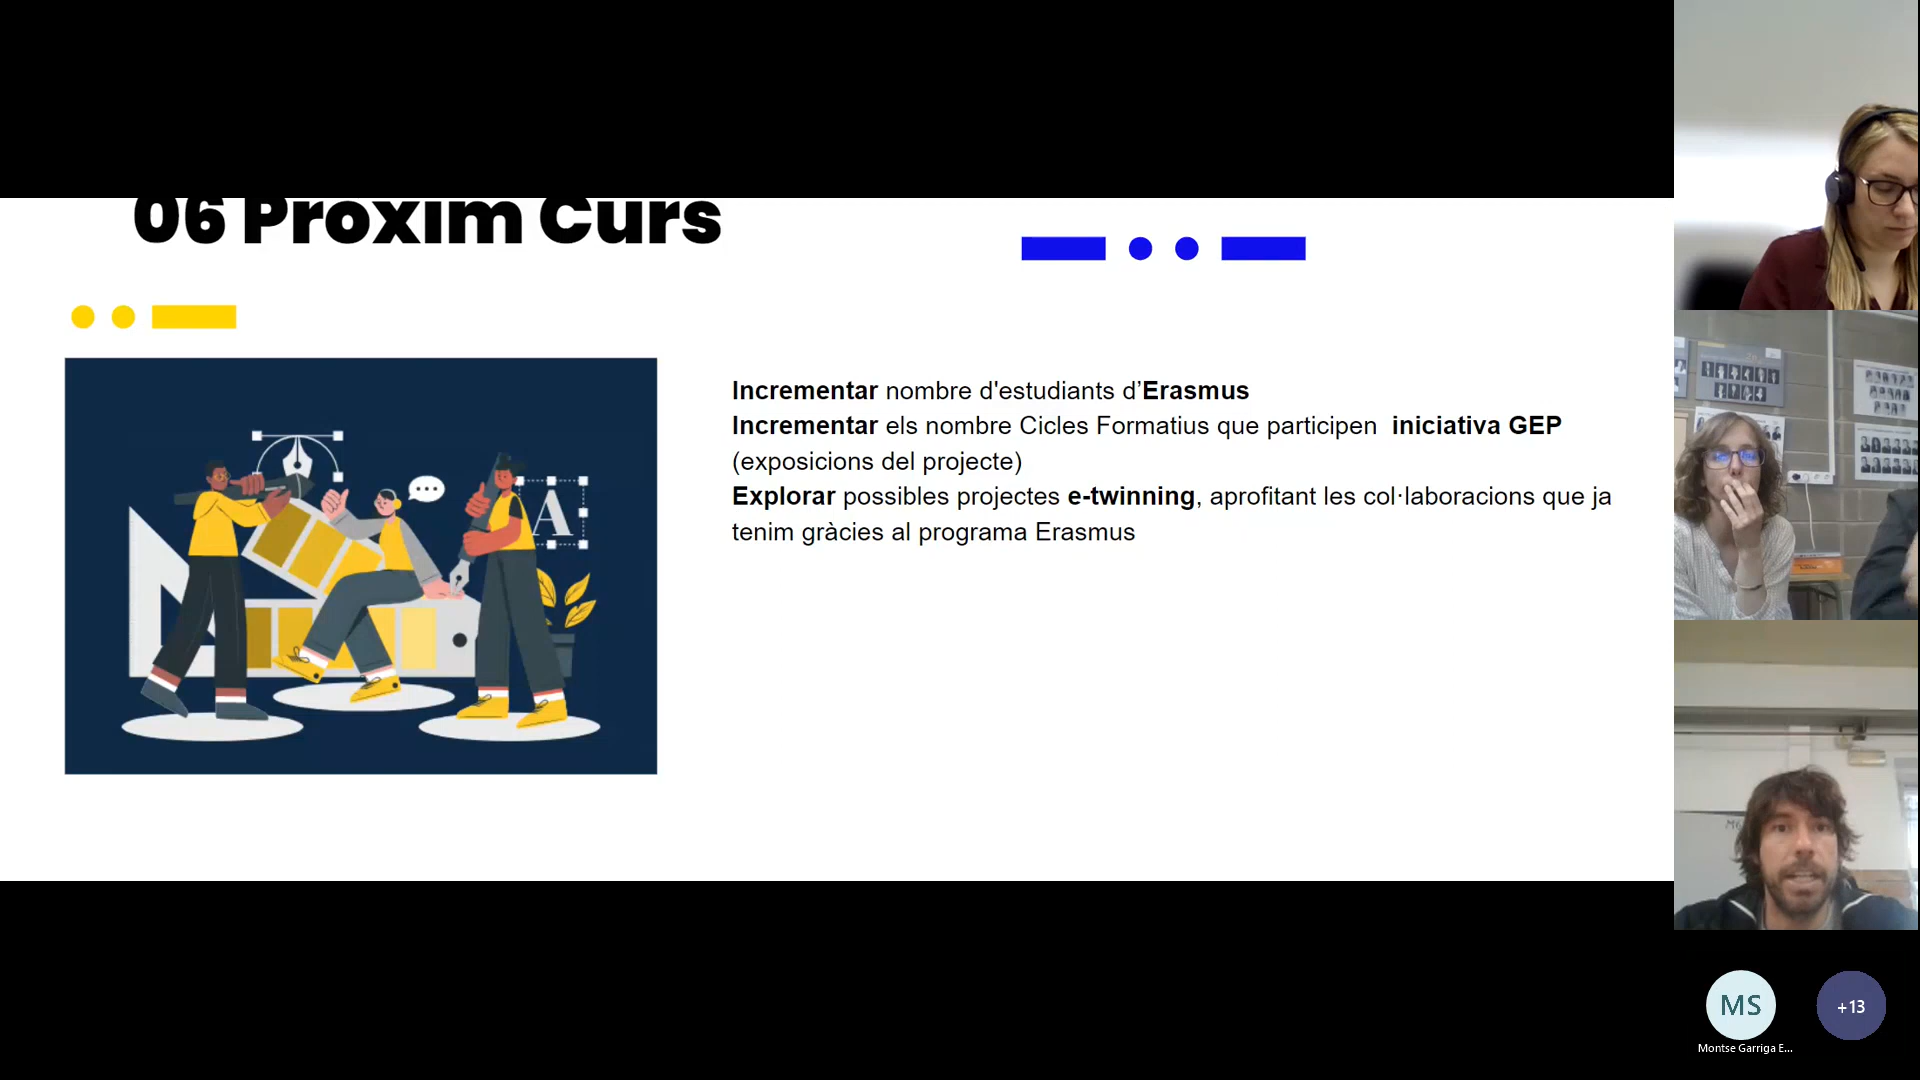 06 Proxim Curs
Incrementar nombre d'estudiants d’Erasmus
Incrementar els nombre Cicles Formatius que participen iniciativa GEP
(exposicions del projecte)
Explorar possibles projectes e-twinning, aprofitant les col·laboracions que ja
tenim gràcies al programa Erasmus
A
MS
+13
Montse Garriga E...